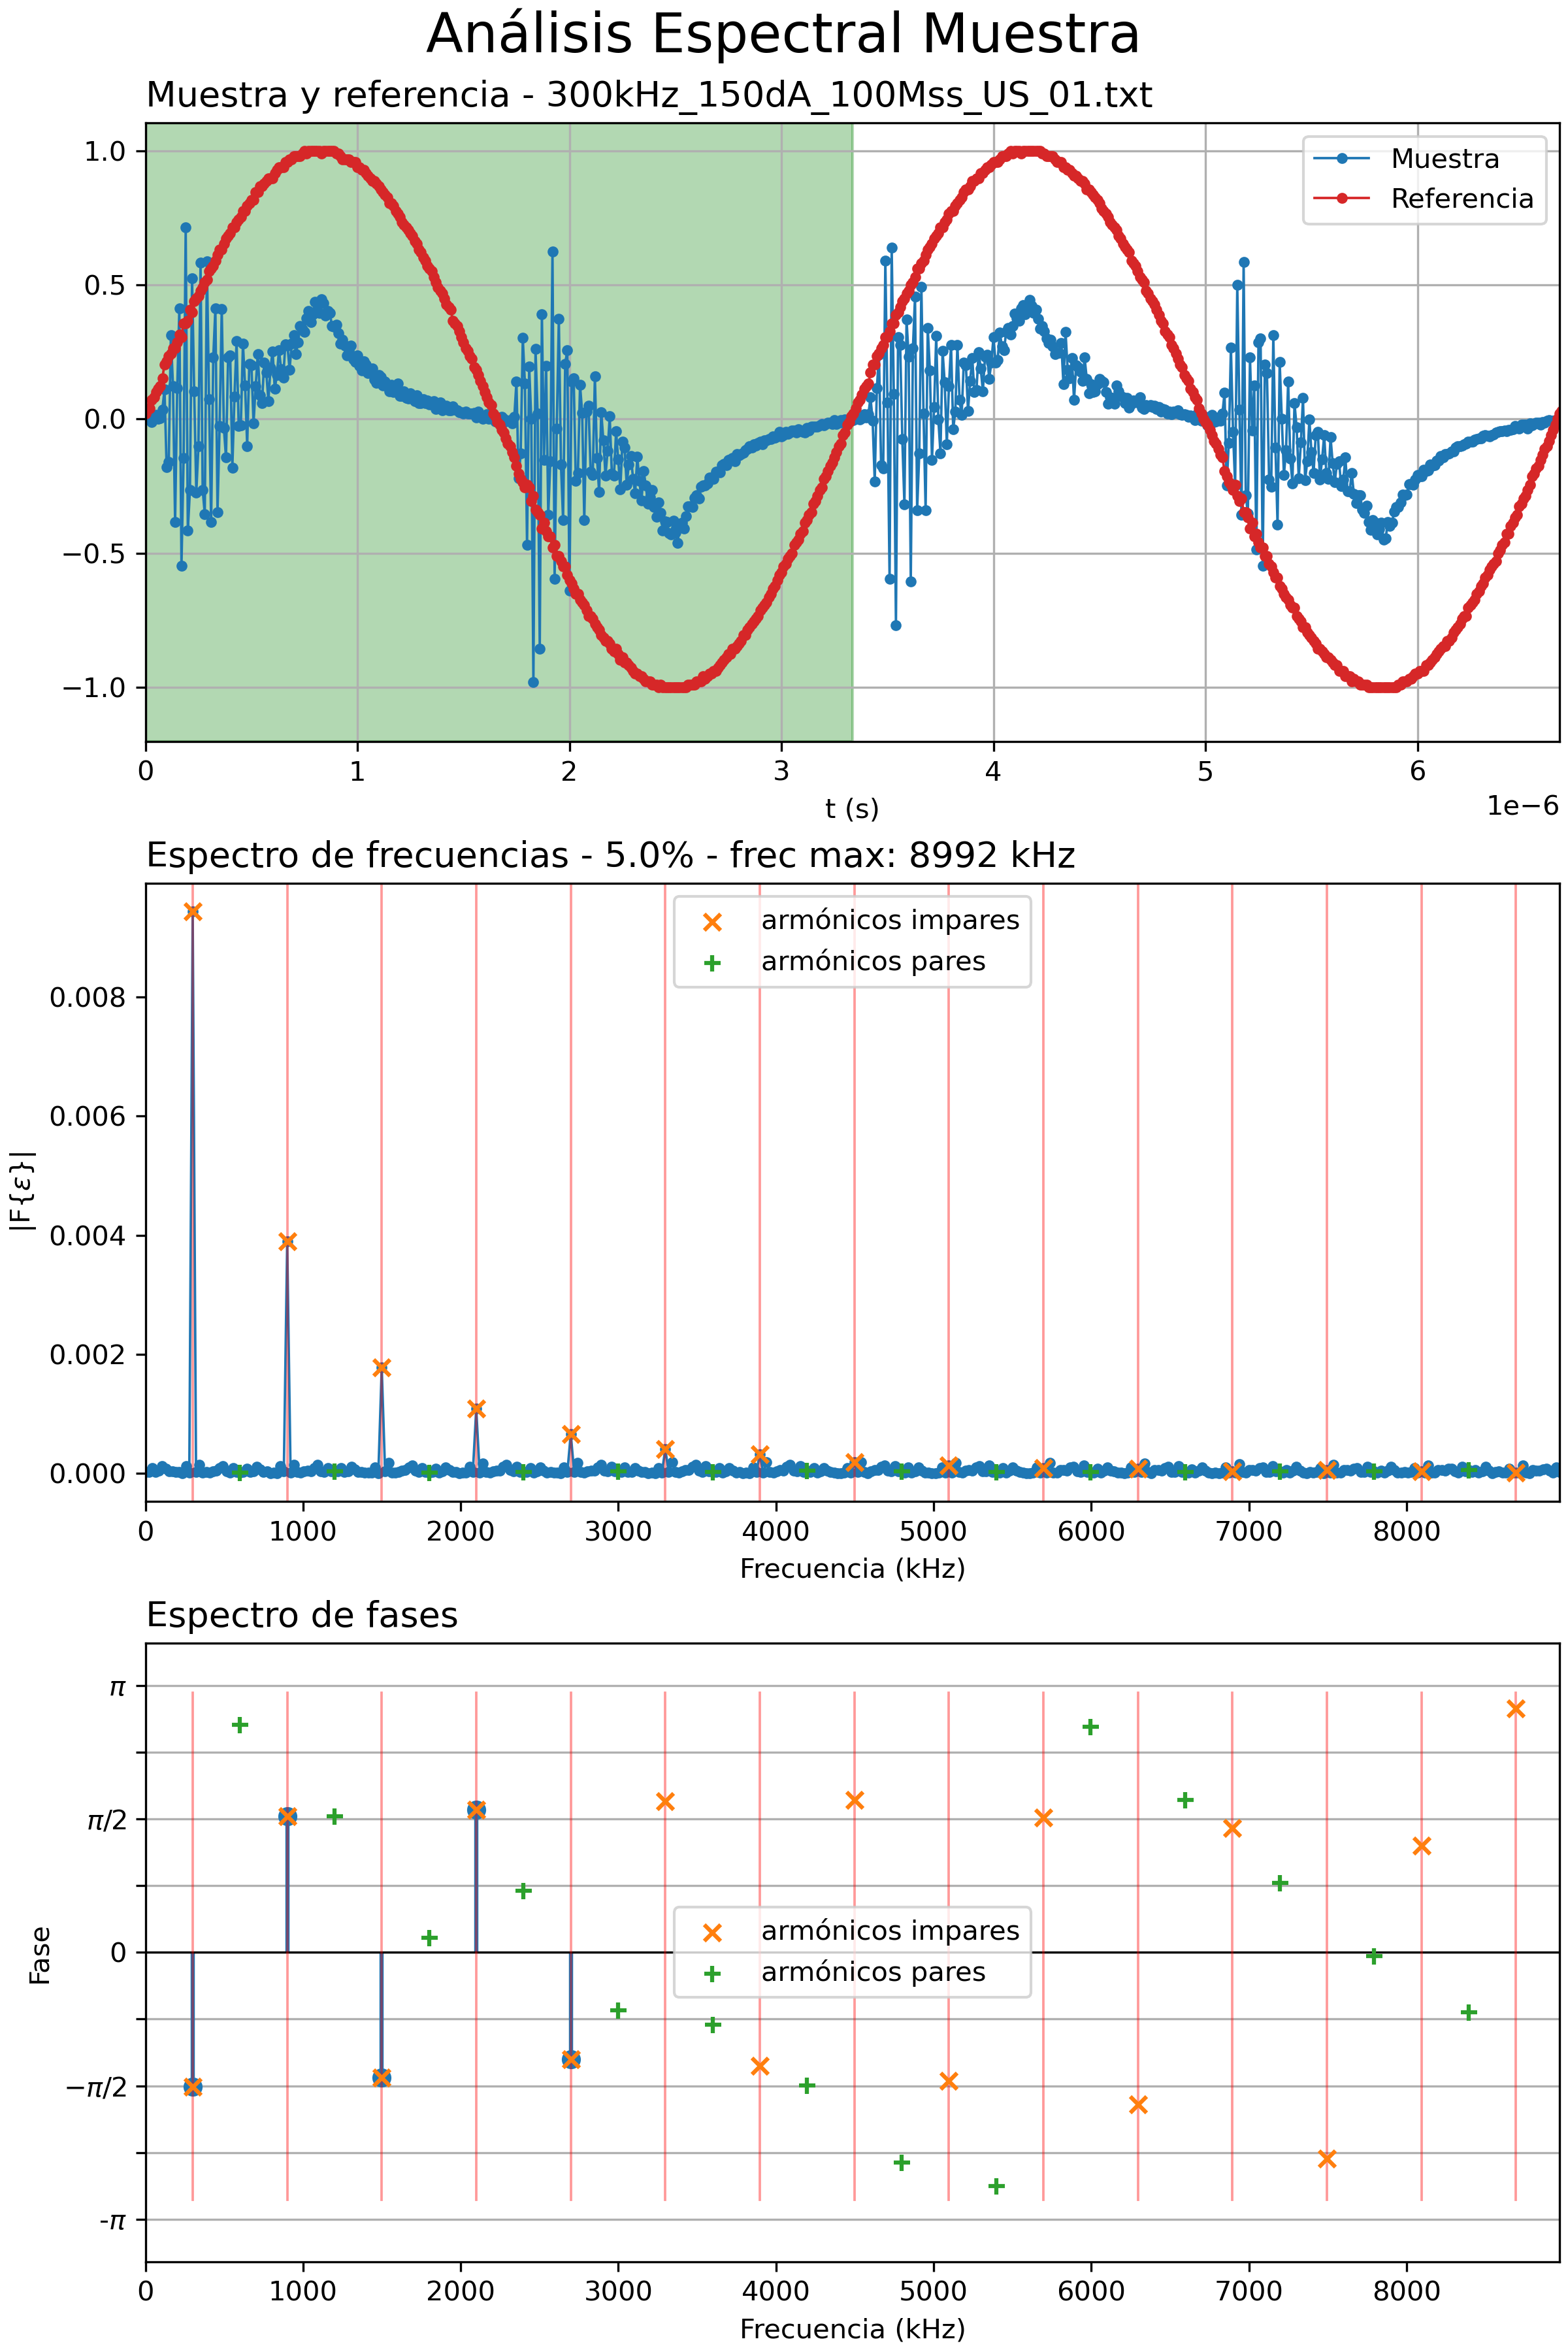 Análisis Espectral Muestra
Muestra y referencia - 300kHz_150dA_100Mss_US_01.txt
1.0
0.5
0.0
−0.5
−1.0
Muestra
Referencia
0 1 2 3 4 5 6
1e−6
t (s)
Espectro de frecuencias - 5.0% - frec max: 8992 kHz
|F{ε}|
0.008
0.006
0.004
0.002
0.000
armónicos impares
armónicos pares
0 1000 2000 3000 4000 5000 6000 7000 8000
Frecuencia (kHz)
Espectro de fases
Fase
π
π/2
0
−π/2
-π
armónicos impares
armónicos pares
0 1000 2000 3000 4000 5000 6000 7000 8000
Frecuencia (kHz)